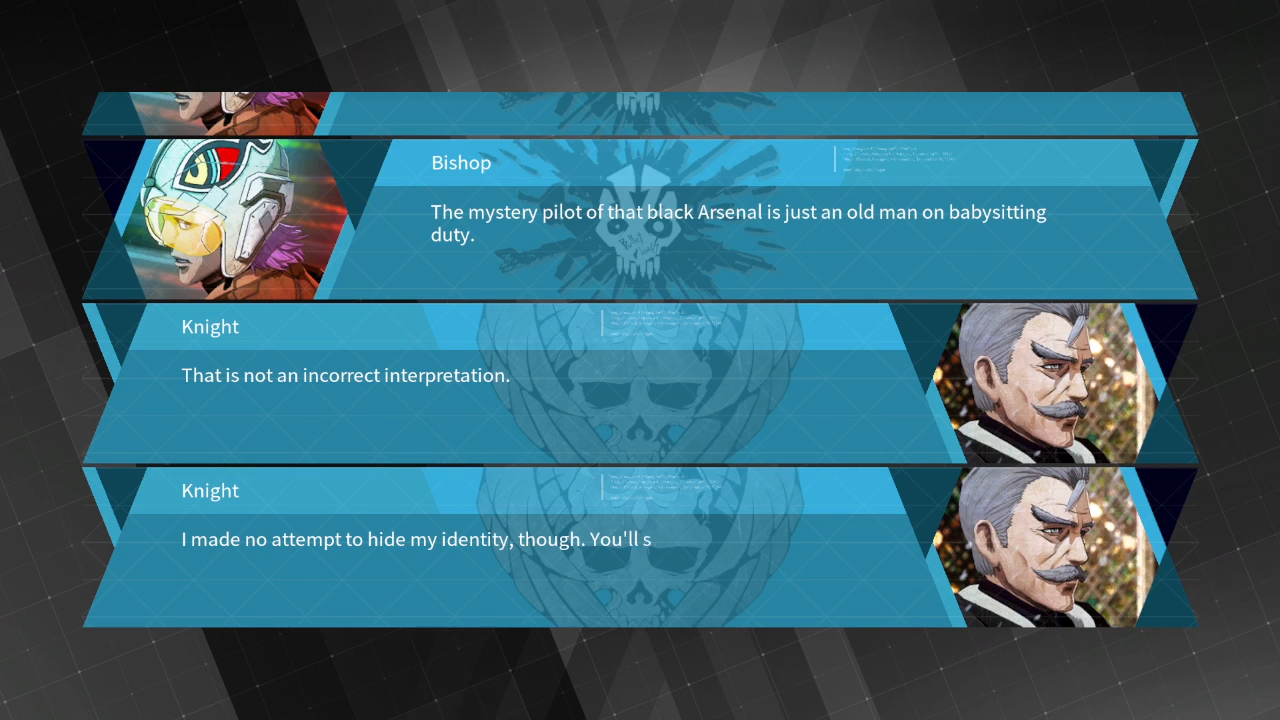 Bishop
The mystery pilot of that black Arsenal is just an old man on babysitting
duty.
Knight
That is not an incorrect interpretation.
Knight
I made no attempt to hide my identity, though. You'll s